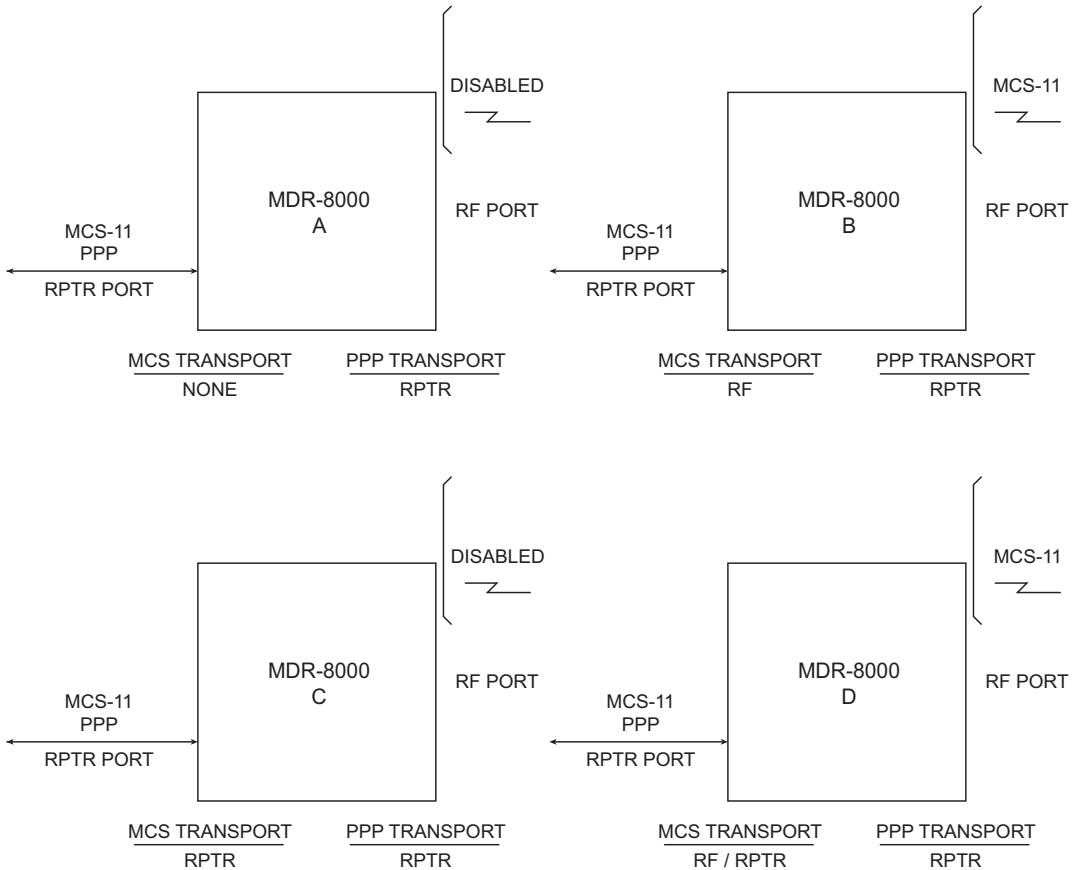 DISABLED
MDR-8000
A
RF PORT
MCS-11
PPP
RPTR PORT
MCS TRANSPORT
NONE
PPP TRANSPORT
RPTR
MCS-11
MDR-8000
B
RF PORT
MCS-11
PPP
RPTR PORT
MCS TRANSPORT
RF
PPP TRANSPORT
RPTR
DISABLED
MDR-8000
C
RF PORT
MCS-11
PPP
RPTR PORT
MCS TRANSPORT
RPTR
PPP TRANSPORT
RPTR
MCS-11
MDR-8000
D
RF PORT
MCS-11
PPP
RPTR PORT
MCS TRANSPORT
RF / RPTR
PPP TRANSPORT
RPTR